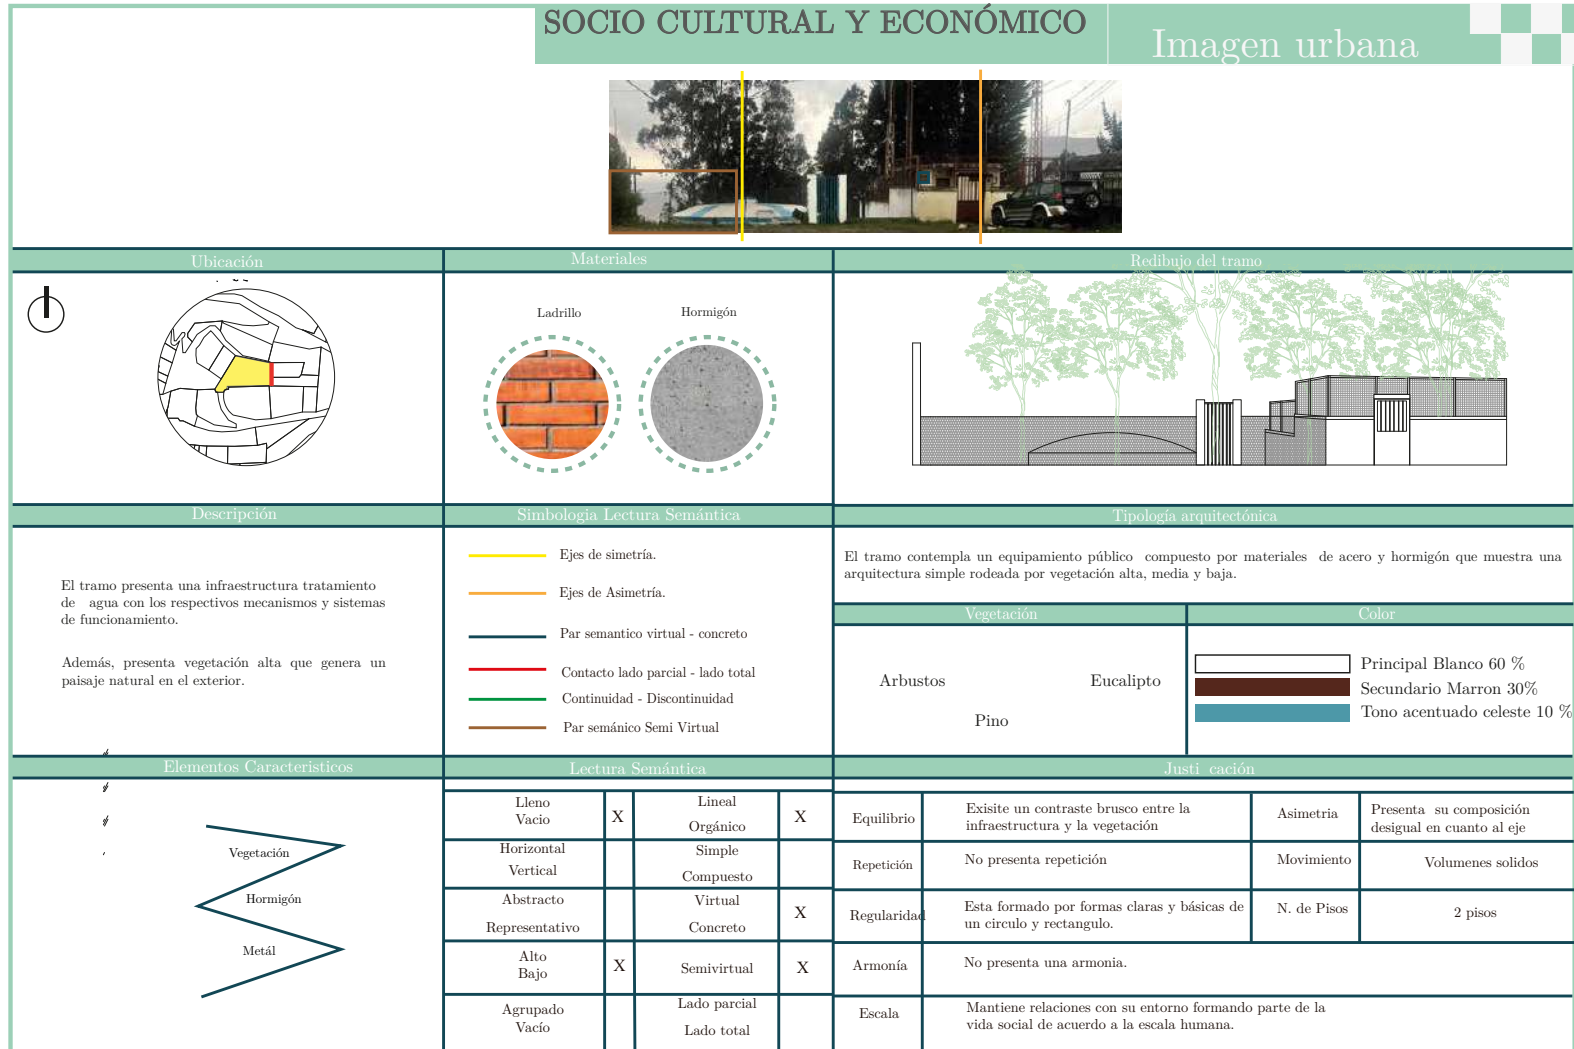 SOCIO CULTURAL Y ECONÓMICO
Imagen urbana
Ubicación
Materiales
Redibujo del tramo
Ladrillo
Hormigón
Descripción
Simbologia Lectura Semántica
Tipología arquitectónica
El tramo presenta una infraestructura tratamiento
de agua con los respectivos mecanismos y sistemas
de funcionamiento.
Además, presenta vegetación alta que genera un
paisaje natural en el exterior.
Ejes de simetría.
Ejes de Asimetría.
Par semantico virtual - concreto
Contacto lado parcial - lado total
Continuidad - Discontinuidad
Par semánico Semi Virtual
El tramo contempla un equipamiento público compuesto por materiales de acero y hormigón que muestra una
arquitectura simple rodeada por vegetación alta, media y baja.
Vegetación
Color
Arbustos
Eucalipto
Pino
Principal Blanco 60 %
Secundario Marron 30%
Tono acentuado celeste 10 %
Elementos Caracteristicos
Lectura Semántica
Justi cación
Vegetación
Hormigón
Metál
Lleno
Vacio
X
Lineal
Orgánico
X
Horizontal
Vertical
Simple
Compuesto
Abstracto
Representativo
Virtual
Concreto
X
Alto
Bajo
X
Semivirtual
X
Agrupado
Vacío
Lado parcial
Lado total
Equilibrio
Exisite un contraste brusco entre la
infraestructura y la vegetación
Asimetria
Presenta su composición
desigual en cuanto al eje
Repetición
No presenta repetición
Movimiento
Volumenes solidos
Regularidad
Esta formado por formas claras y básicas de
un circulo y rectangulo.
N. de Pisos
2 pisos
Armonía
No presenta una armonia.
Escala
Mantiene relaciones con su entorno formando parte de la
vida social de acuerdo a la escala humana.